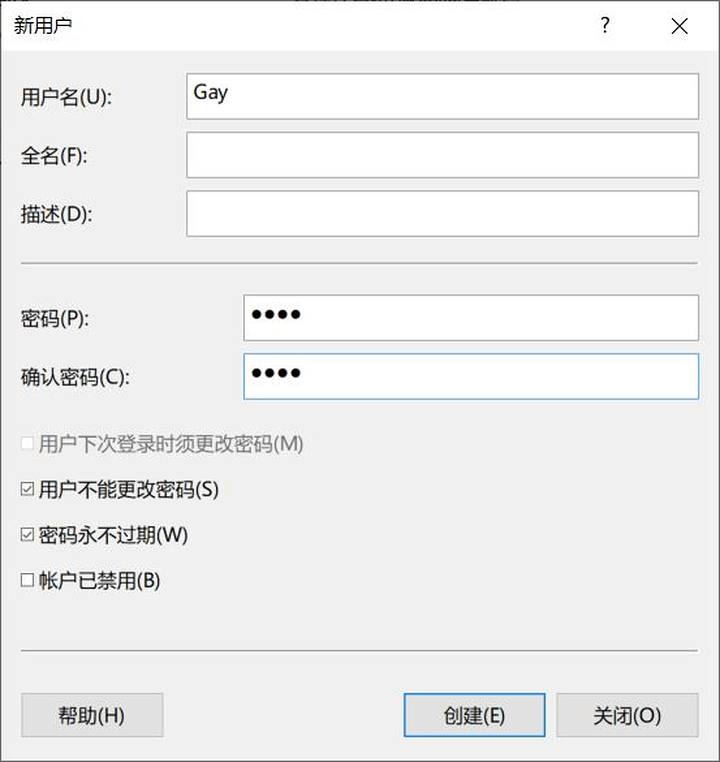 新用户
?
用户名(U):
Gay
全名(F):
描述(D):
密码(P):
●●●●
确认密码(C):
●●●●
用户下次登录时须更改密码(M)
用户不能更改密码(S)
密码永不过期(W)
帐户已禁用(B)
帮助(H)
创建(E)
关闭(O)